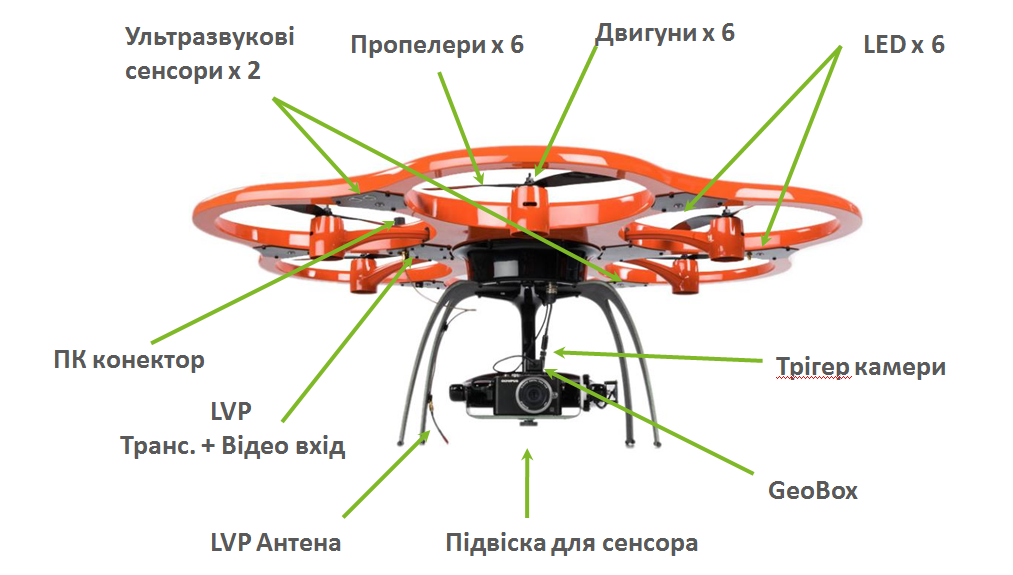 Ультразвукові
сенсори х 2
Пропелери х 6
Двигуни х 6
LED х 6
ПК конектор
Трігер камери
LVP
Транс. + Відео вхід
GeoBox
LVP Антена
Підвіска для сенсора
OLYMPUS